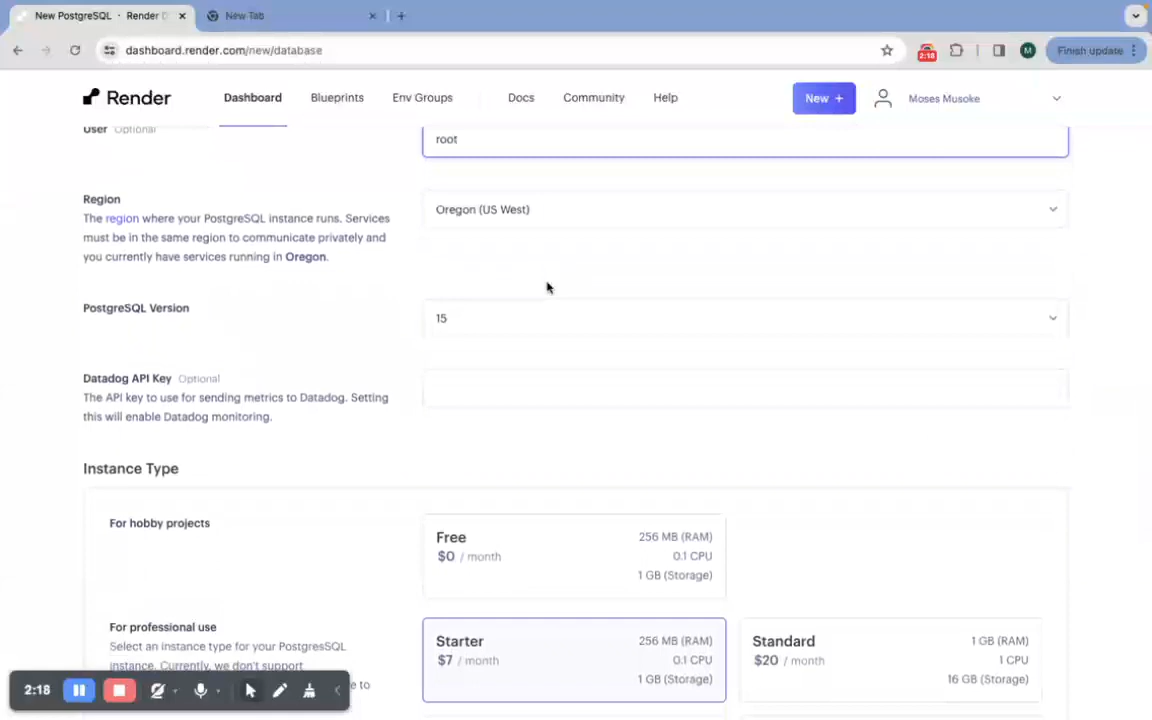 New PostgreSQL · Render D
New Tab
dashboard.render.com/new/database
2:18
M
Finish update
Render
Dashboard
Blueprints
Env Groups
Docs
Community
Help
New +
Moses Musoke
User Optional
root
Region
The region where your PostgreSQL instance runs. Services
must be in the same region to communicate privately and
you currently have services running in Oregon.
Oregon (US West)
PostgreSQL Version
15
Datadog API Key Optional
The API key to use for sending metrics to Datadog. Setting
this will enable Datadog monitoring.
Instance Type
For hobby projects
Free
$0 / month
256 MB (RAM)
0.1 CPU
1 GB (Storage)
For professional use
Select an instance type for your PostgreSQL
instance. Currently, we don't support
e to
Starter
$7 / month
256 MB (RAM)
0.1 CPU
1 GB (Storage)
Standard
$20 / month
1 GB (RAM)
1 CPU
16 GB (Storage)
2:18